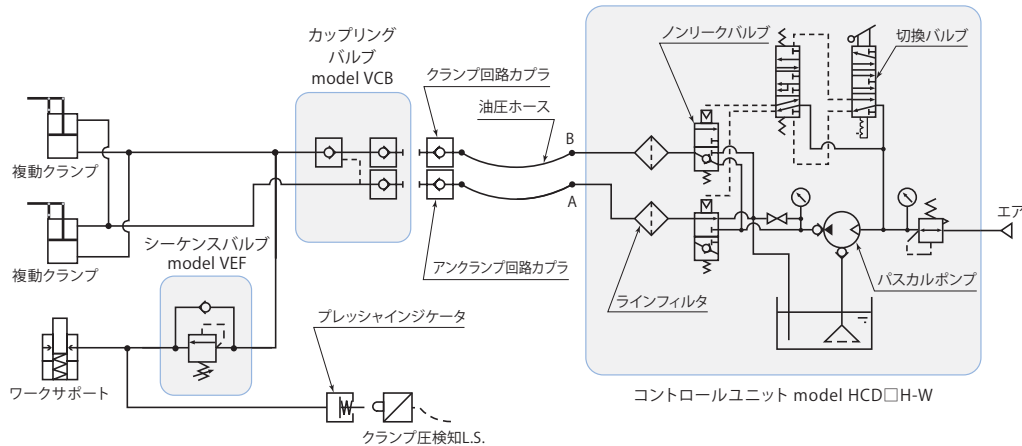 カップリング
バルブ
model VCB
クランプ回路カプラ
油圧ホース
B
A
アンクランプ回路カプラ
ノンリークバルブ
切換バルブ
エア
パスカルポンプ
ラインフィルタ
コントロールユニット model HCD□H-W
複動クランプ
複動クランプ
シーケンスバルブ
model VEF
ワークサポート
プレッシャインジケータ
クランプ圧検知L.S.